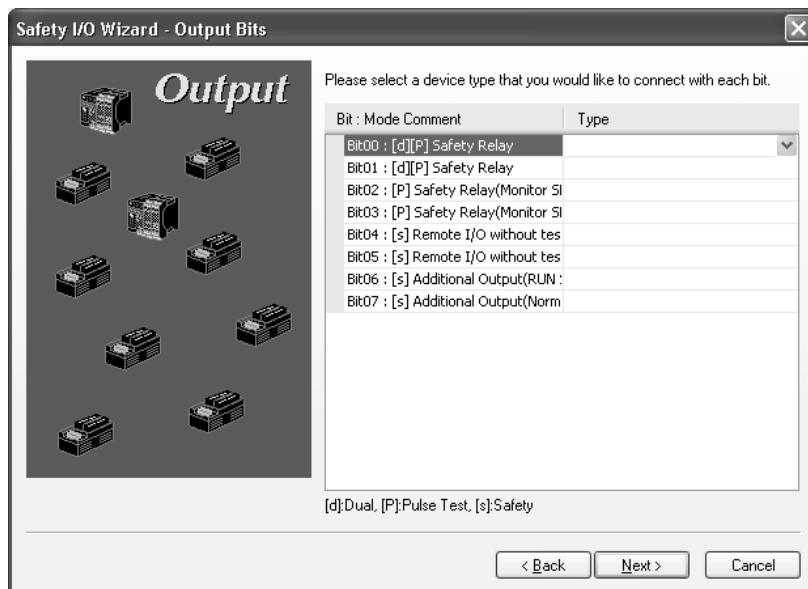 Safety I/O Wizard - Output Bits
Output
Please select a device type that you would like to connect with each bit.
Bit : Mode Comment Type
Bit00 : [d][P] Safety Relay
Bit01 : [d][P] Safety Relay
Bit02 : [P] Safety Relay(Monitor SI
Bit03 : [P] Safety Relay(Monitor SI
Bit04 : [s] Remote I/O without tes
Bit05 : [s] Remote I/O without tes
Bit06 : [s] Additional Output(RUN :
Bit07 : [s] Additional Output(Norm
[d]:Dual, [P]:Pulse Test, [s]:Safety
< Back Next > Cancel